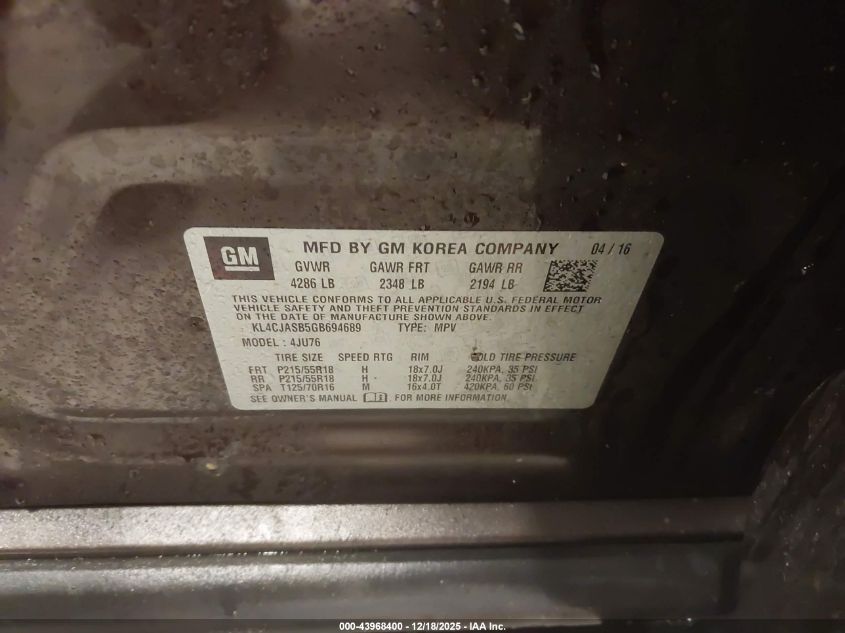 GM
MFD BY GM KOREA COMPANY 04 / 16
GVWR GAWR FRT GAWR RR
4286 LB 2348 LB 2194 LB
THIS VEHICLE CONFORMS TO ALL APPLICABLE U.S. FEDERAL MOTOR
VEHICLE SAFETY AND THEFT PREVENTION STANDARDS IN EFFECT
ON THE DATE OF MANUFACTURE SHOWN ABOVE.
KL4CJASB5GB694689 TYPE: MPV
MODEL : 4JU76
TIRE SIZE SPEED RTG RIM COLD TIRE PRESSURE
FRT P215/55R18 H 18x7.0J 240KPA, 35 PSI
RR P215/55R18 H 18x7.0J 240KPA, 35 PSI
SPA T125/70R16 M 16x4.0T 420KPA, 60 PSI
SEE OWNER'S MANUAL FOR MORE INFORMATION.
000-43968400 - 12/18/2025 - IAA Inc.